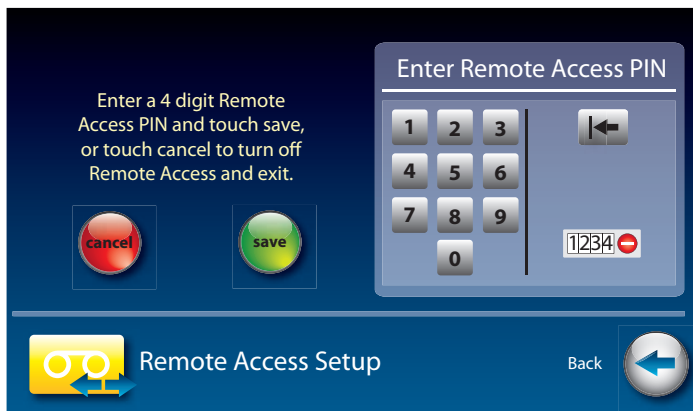 Enter a 4 digit Remote
Access PIN and touch save,
or touch cancel to turn off
Remote Access and exit.
cancel
save
Enter Remote Access PIN
1 2 3
4 5 6
7 8 9
0
1234
Remote Access Setup
Back